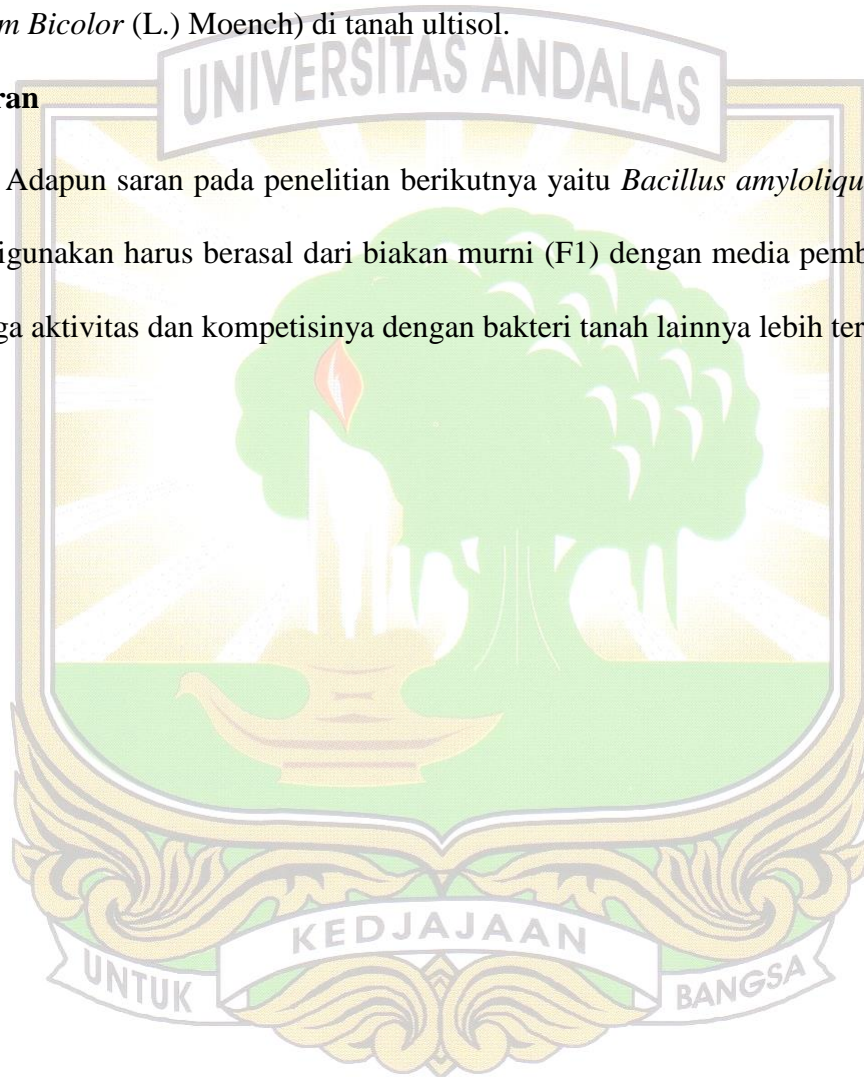 m Bicolor (L.) Moench) di tanah ultisol.
UNIVERSITAS ANDALAS
ran
Adapun saran pada penelitian berikutnya yaitu Bacillus amylolique
igunakan harus berasal dari biakan murni (F1) dengan media pemb
ga aktivitas dan kompetisinya dengan bakteri tanah lainnya lebih ter
KEDJAJAAN
UNTUK
BANGSA